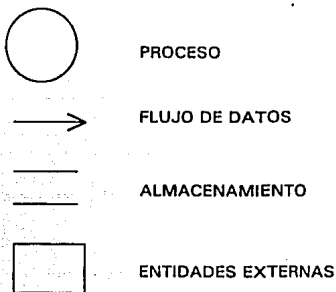 PROCESO
FLUJO DE DATOS
ALMACENAMIENTO
ENTIDADES EXTERNAS